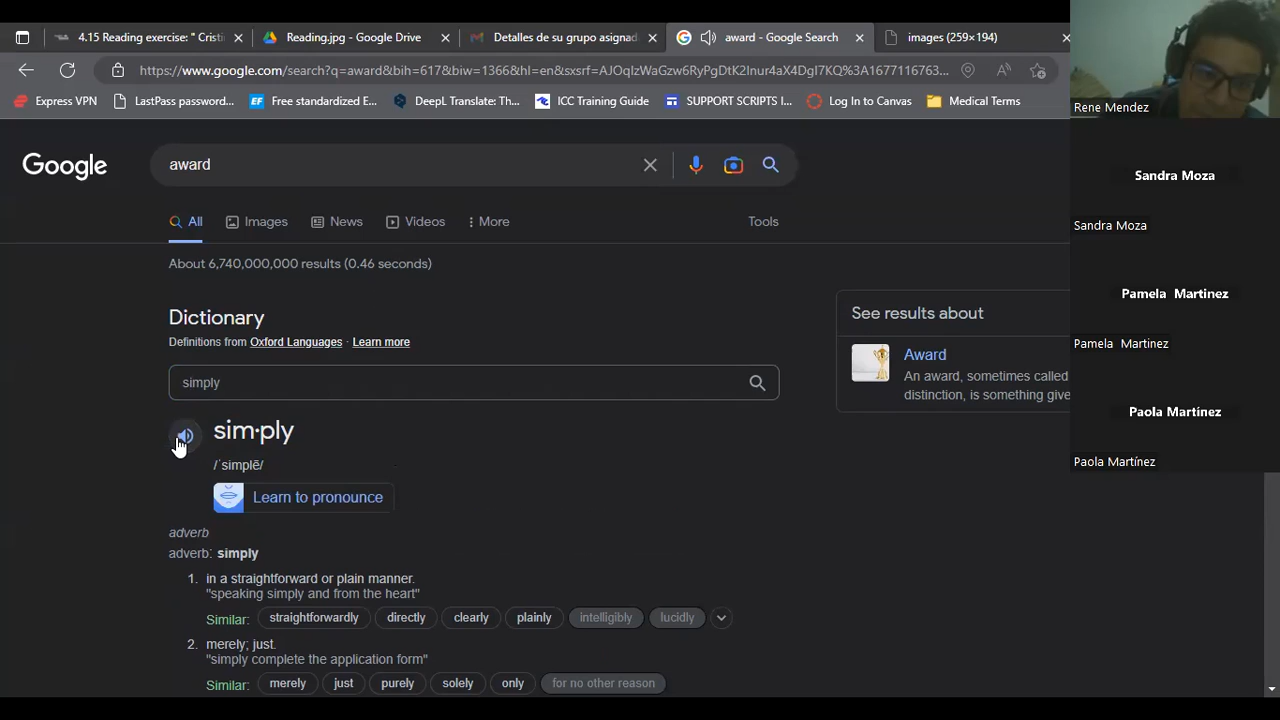 4.15 Reading exercise: " Cristi
Reading.jpg - Google Drive
Detalles de su grupo asignad
award - Google Search
images (259×194)
https://www.google.com/search?q=award&bih=617&biw=1366&hl=en&sxsrf=AJOqlzWaGzw6RyPgDtK2Inur4aX4DgI7KQ%3A1677116763...
Express VPN
LastPass password...
EF Free standardized E...
DeepL Translate: Th...
ICC Training Guide
SUPPORT SCRIPTS I...
Log In to Canvas
Medical Terms
Google
award
All
Images
News
Videos
More
Tools
About 6,740,000,000 results (0.46 seconds)
Dictionary
Definitions from Oxford Languages · Learn more
simply
sim·ply
/ˈsimplē/
Learn to pronounce
adverb
adverb: simply
1. in a straightforward or plain manner.
"speaking simply and from the heart"
Similar: straightforwardly directly clearly plainly intelligibly lucidly
2. merely; just.
"simply complete the application form"
Similar: merely just purely solely only for no other reason
See results about
Award
An award, sometimes called
distinction, is something give
Rene Mendez
Sandra Moza
Sandra Moza
Pamela Martinez
Pamela Martinez
Paola Martínez
Paola Martínez